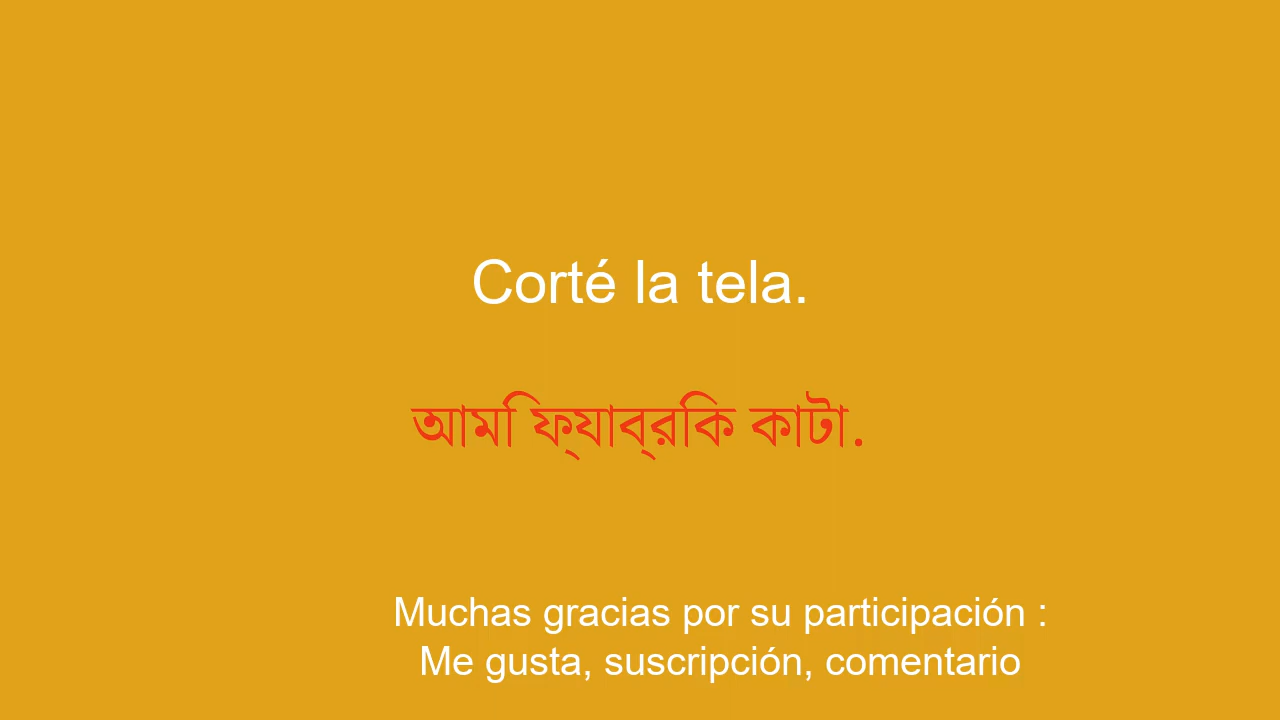 Corté la tela.
আমি ফ্যাব্রিক কাটা.
Muchas gracias por su participación :
Me gusta, suscripción, comentario